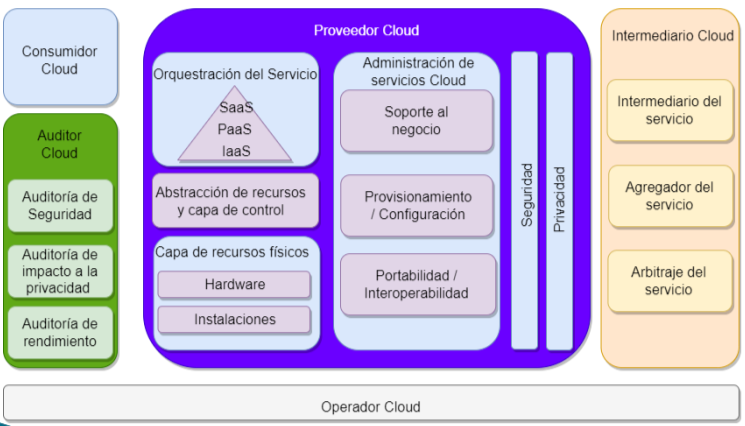 Consumidor
Cloud
Auditor
Cloud
Auditoría de
Seguridad
Auditoría de
impacto a la
privacidad
Auditoría de
rendimiento
Proveedor Cloud
Orquestración del Servicio
SaaS
PaaS
IaaS
Abstracción de recursos
y capa de control
Capa de recursos físicos
Hardware
Instalaciones
Administración de
servicios Cloud
Soporte al
negocio
Provisionamiento
/ Configuración
Portabilidad /
Interoperabilidad
Seguridad
Privacidad
Intermediario Cloud
Intermediario del
servicio
Agregador del
servicio
Arbitraje del
servicio
Operador Cloud